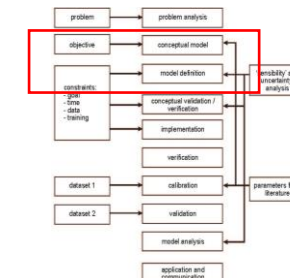 problem
problem analysis
objective
conceptual model
model definition
constraints:
- goal
- time
- data
- training
sensibility a
uncertainty
analysis
conceptual validation /
verification
implementation
verification
dataset 1
calibration
parameters f
literature
dataset 2
validation
model analysis
application and
communication